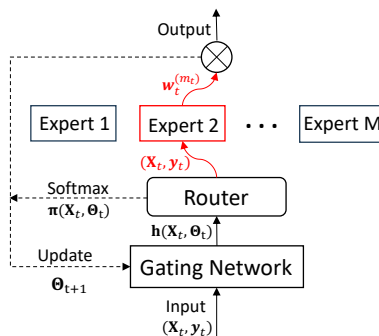 Output
w_t^{(m_t)}
Expert 1
Expert 2
• • •
Expert M
(X_t, y_t)
Softmax
π(X_t, Θ_t)
Router
h(X_t, Θ_t)
Update
Θ_{t+1}
Gating Network
Input
(X_t, y_t)